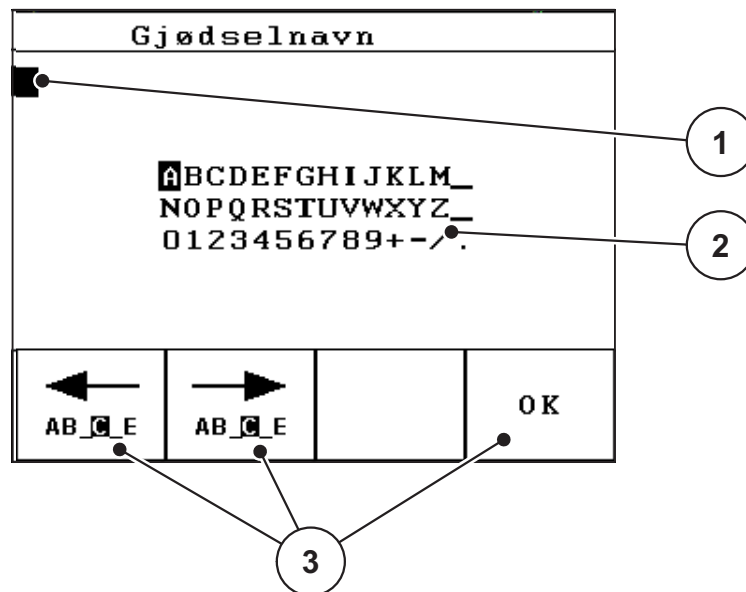 Gjødselnavn
1
ABCDEFGHIJKLM_
NOPQRSTUVWXYZ_
0123456789+-/.
2
AB_C_E
AB_C_E
OK
3